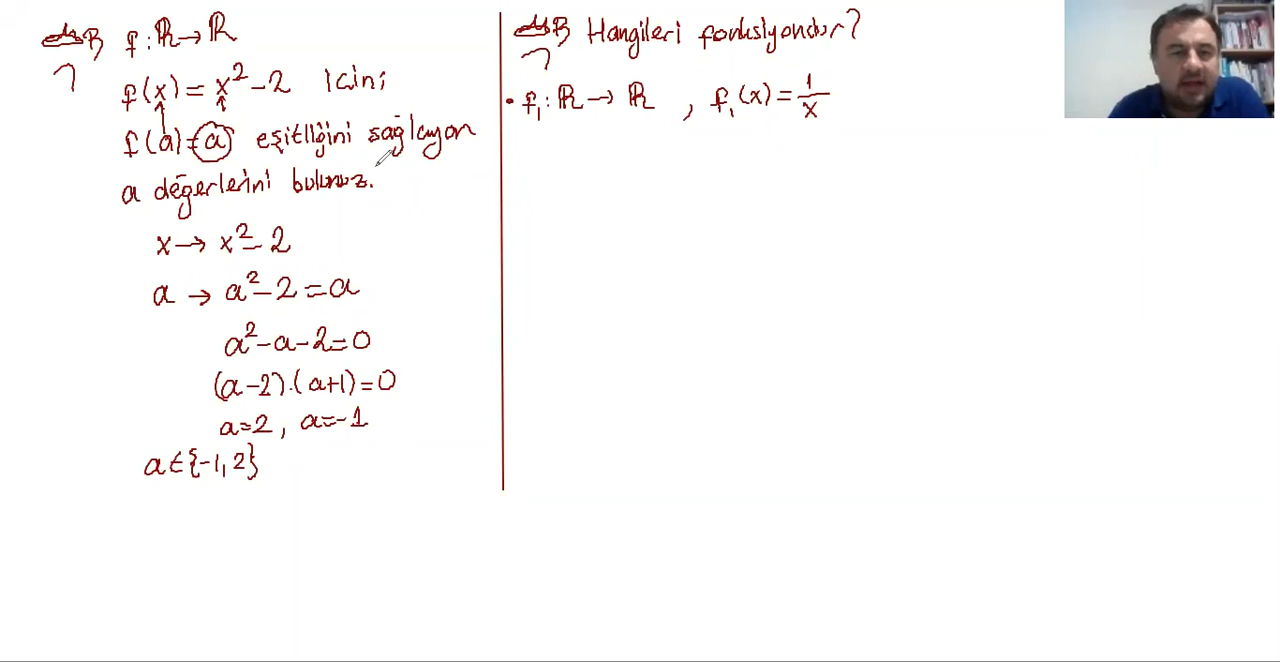 f : ℝ → ℝ
f(x) = x² - 2 için
f(a) = a eşitliğini sağlayan
a değerlerini bulunuz.
x → x² - 2
a → a² - 2 = a
a² - a - 2 = 0
(a - 2).(a + 1) = 0
a = 2 , a = -1
a ∈ {-1, 2}
Hangileri fonksiyondur?
• f₁ : ℝ → ℝ , f₁(x) = 1/x